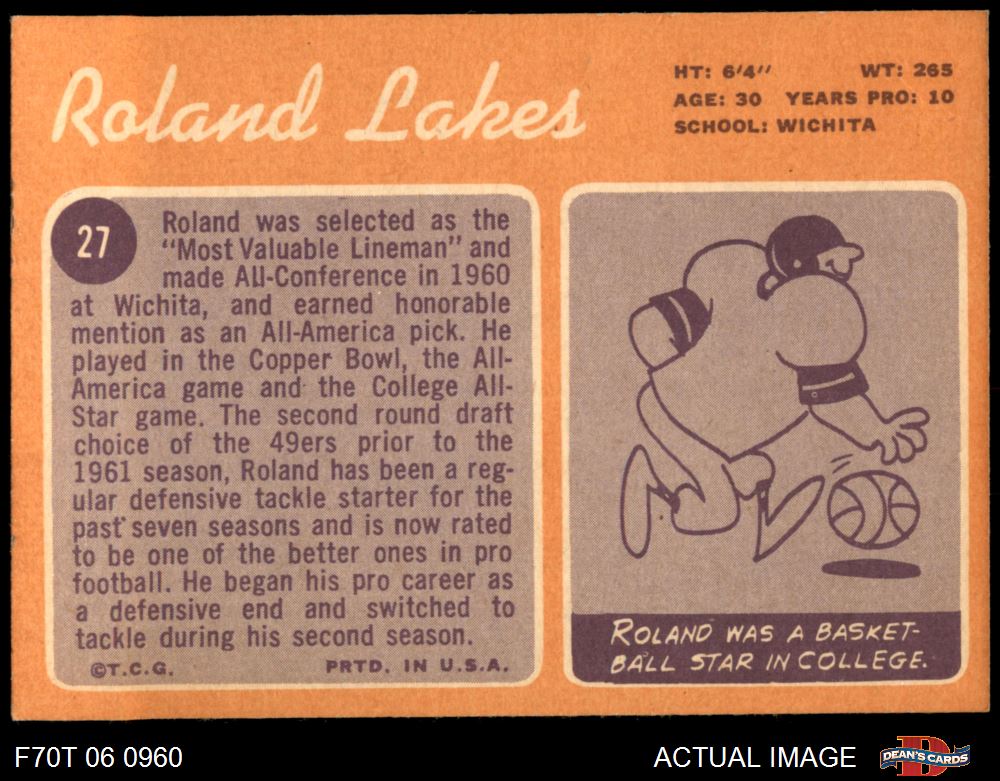 Roland Lakes
HT: 6'4" WT: 265
AGE: 30 YEARS PRO: 10
SCHOOL: WICHITA
27
Roland was selected as the
"Most Valuable Lineman" and
made All-Conference in 1960
at Wichita, and earned honorable
mention as an All-America pick. He
played in the Copper Bowl, the All-
America game and the College All-
Star game. The second round draft
choice of the 49ers prior to the
1961 season, Roland has been a reg-
ular defensive tackle starter for the
past seven seasons and is now rated
to be one of the better ones in pro
football. He began his pro career as
a defensive end and switched to
tackle during his second season.
©T.C.G. PRTD. IN U.S.A.
ROLAND WAS A BASKET-
BALL STAR IN COLLEGE.
F70T 06 0960
ACTUAL IMAGE
D
DEAN'S CARDS